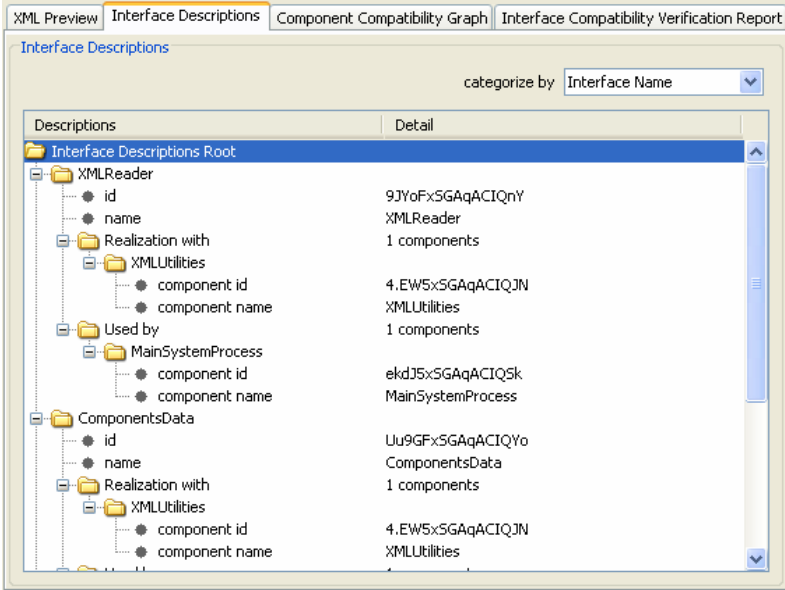 XML Preview Interface Descriptions Component Compatibility Graph Interface Compatibility Verification Report
Interface Descriptions
categorize by Interface Name
Descriptions Detail
Interface Descriptions Root
XMLReader
id 9JYoFxSGAqACIQnY
name XMLReader
Realization with 1 components
XMLUtilities
component id 4.EW5xSGAqACIQJN
component name XMLUtilities
Used by 1 components
MainSystemProcess
component id ekdJ5xSGAqACIQSk
component name MainSystemProcess
ComponentsData
id Uu9GFxSGAqACIQYo
name ComponentsData
Realization with 1 components
XMLUtilities
component id 4.EW5xSGAqACIQJN
component name XMLUtilities